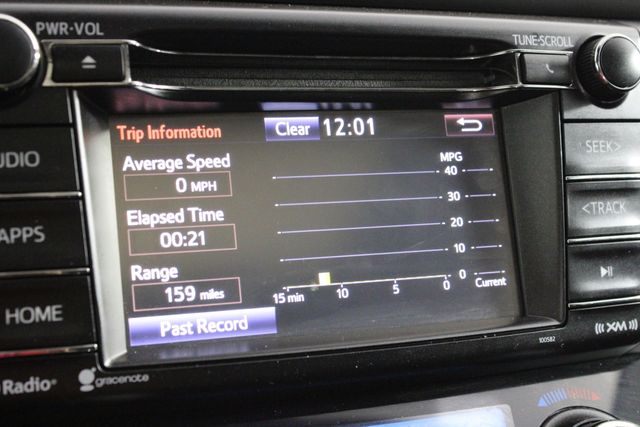 PWR·VOL
TUNE·SCROLL
Trip Information Clear 12:01
Average Speed
0 MPH
Elapsed Time
00:21
Range
159 miles
Past Record
MPG
40
30
20
10
0
15 min 10 5 0 Current
AUDIO
APPS
HOME
SEEK>
<TRACK
Radio
gracenote
100582
((XM))